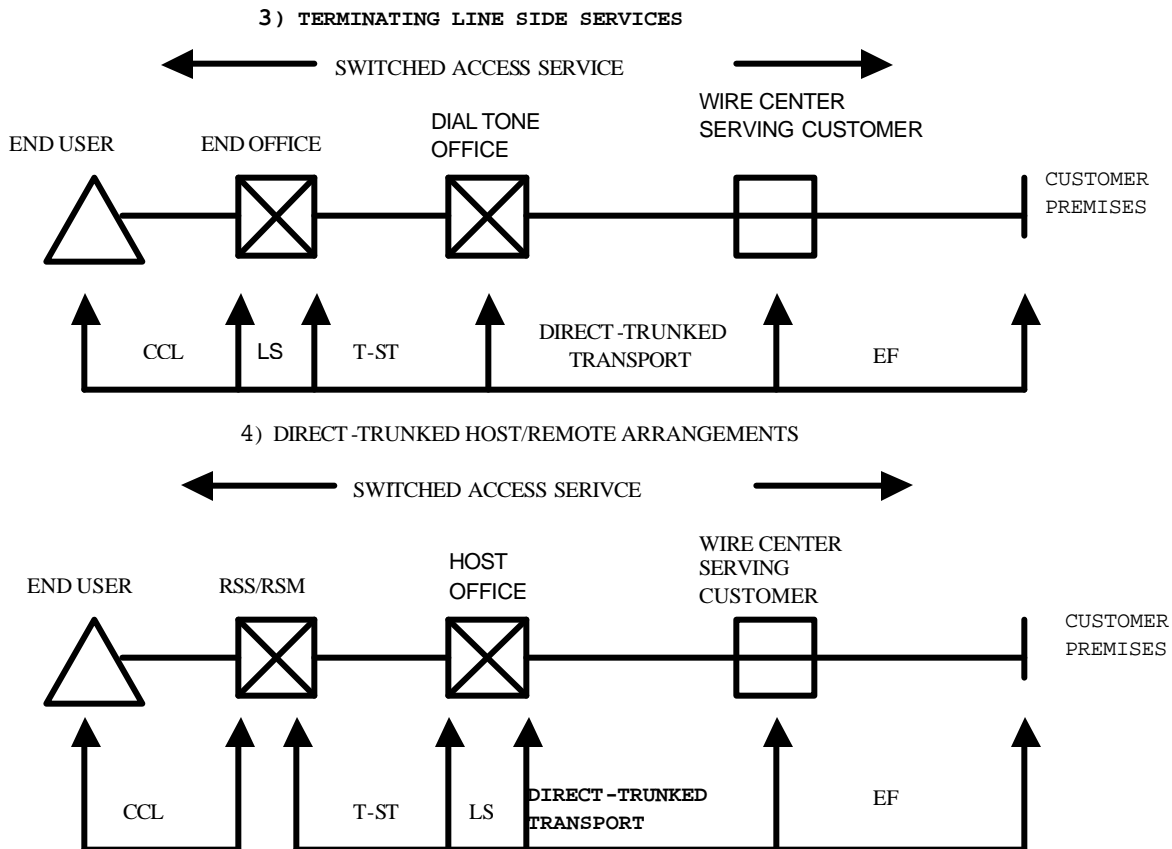 3) TERMINATING LINE SIDE SERVICES
SWITCHED ACCESS SERVICE
WIRE CENTER
SERVING CUSTOMER
DIAL TONE
OFFICE
END USER
END OFFICE
CUSTOMER
PREMISES
CCL
LS
T-ST
DIRECT-TRUNKED
TRANSPORT
EF
4) DIRECT-TRUNKED HOST/REMOTE ARRANGEMENTS
SWITCHED ACCESS SERIVCE
WIRE CENTER
SERVING
CUSTOMER
HOST
OFFICE
END USER
RSS/RSM
CUSTOMER
PREMISES
CCL
T-ST
LS
DIRECT-TRUNKED
TRANSPORT
EF